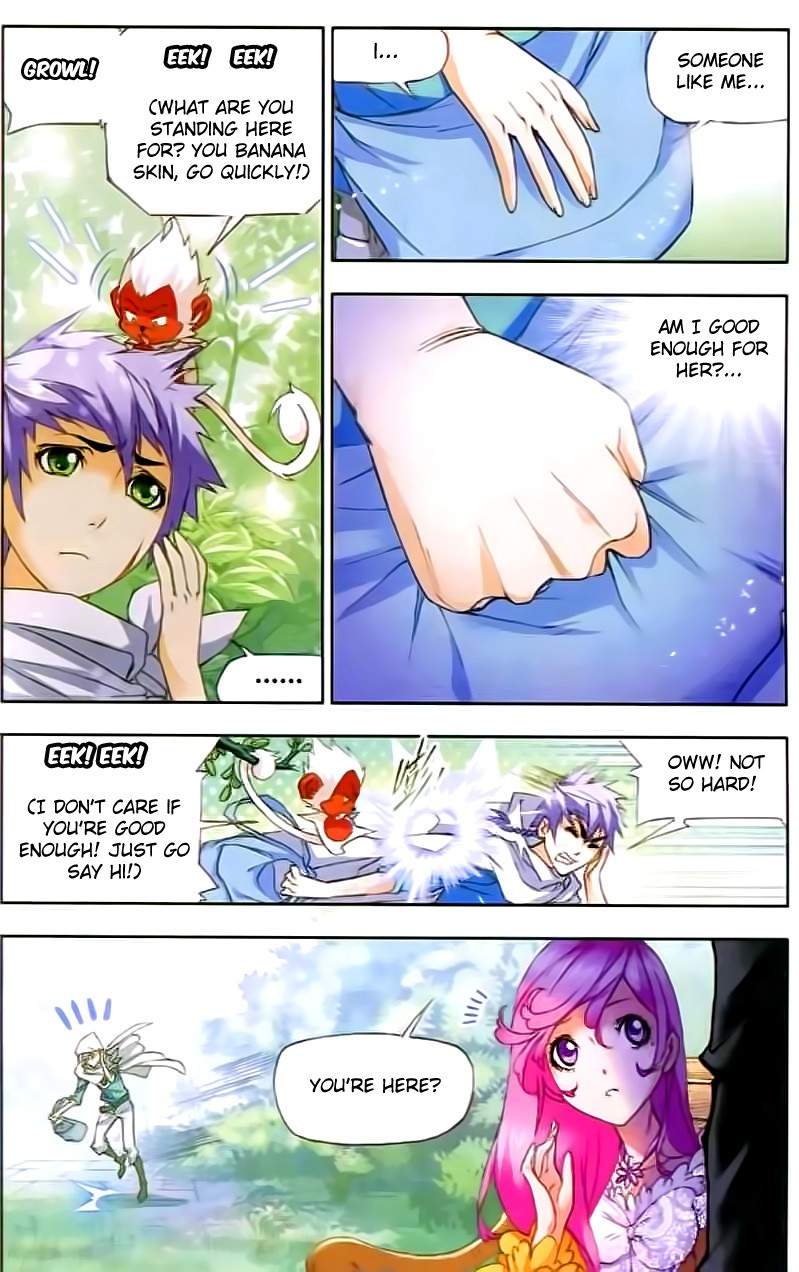 GROWL!
EEK! EEK!
(WHAT ARE YOU
STANDING HERE
FOR? YOU BANANA
SKIN, GO QUICKLY!)
......
I...
SOMEONE
LIKE ME...
AM I GOOD
ENOUGH FOR
HER?...
EEK! EEK!
(I DON'T CARE IF
YOU'RE GOOD
ENOUGH! JUST GO
SAY HI!)
OWW! NOT
SO HARD!
YOU'RE HERE?